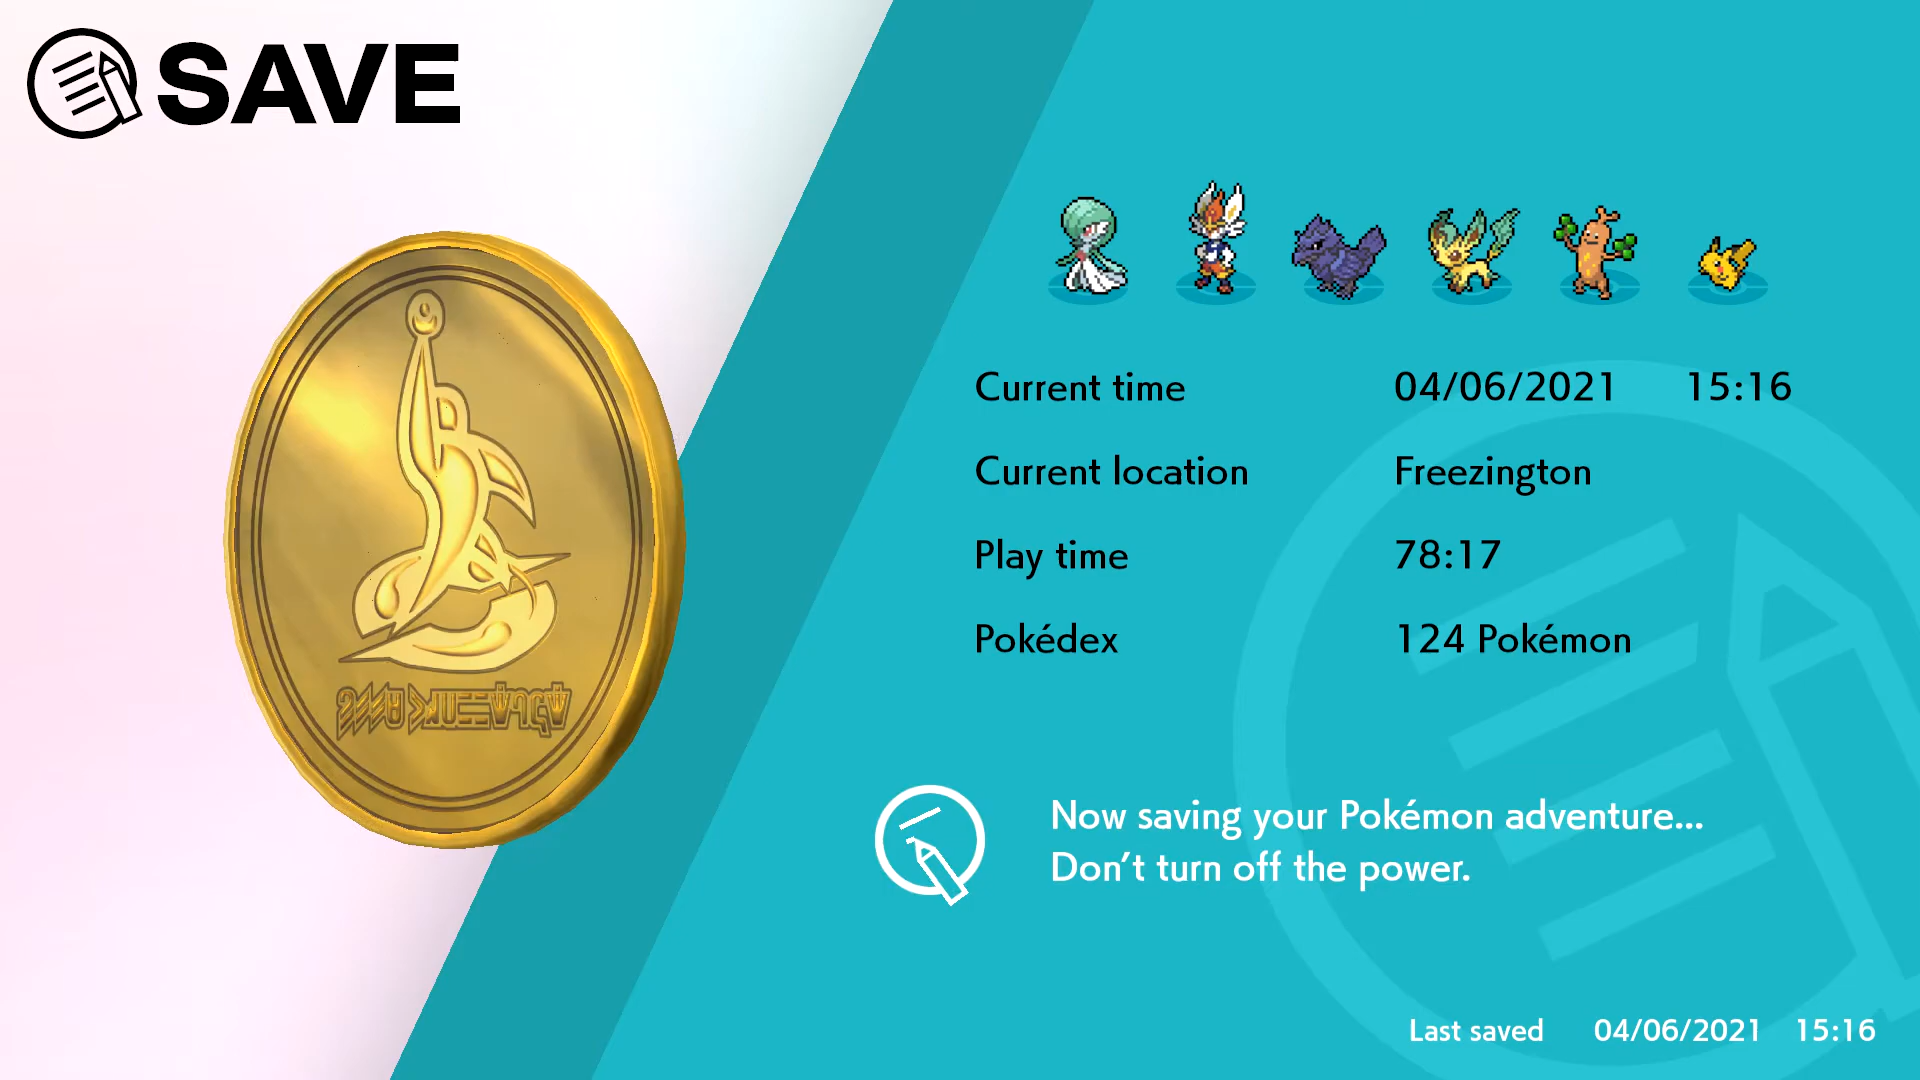 SAVE
Current time 04/06/2021 15:16
Current location Freezington
Play time 78:17
Pokédex 124 Pokémon
Now saving your Pokémon adventure...
Don't turn off the power.
Last saved 04/06/2021 15:16